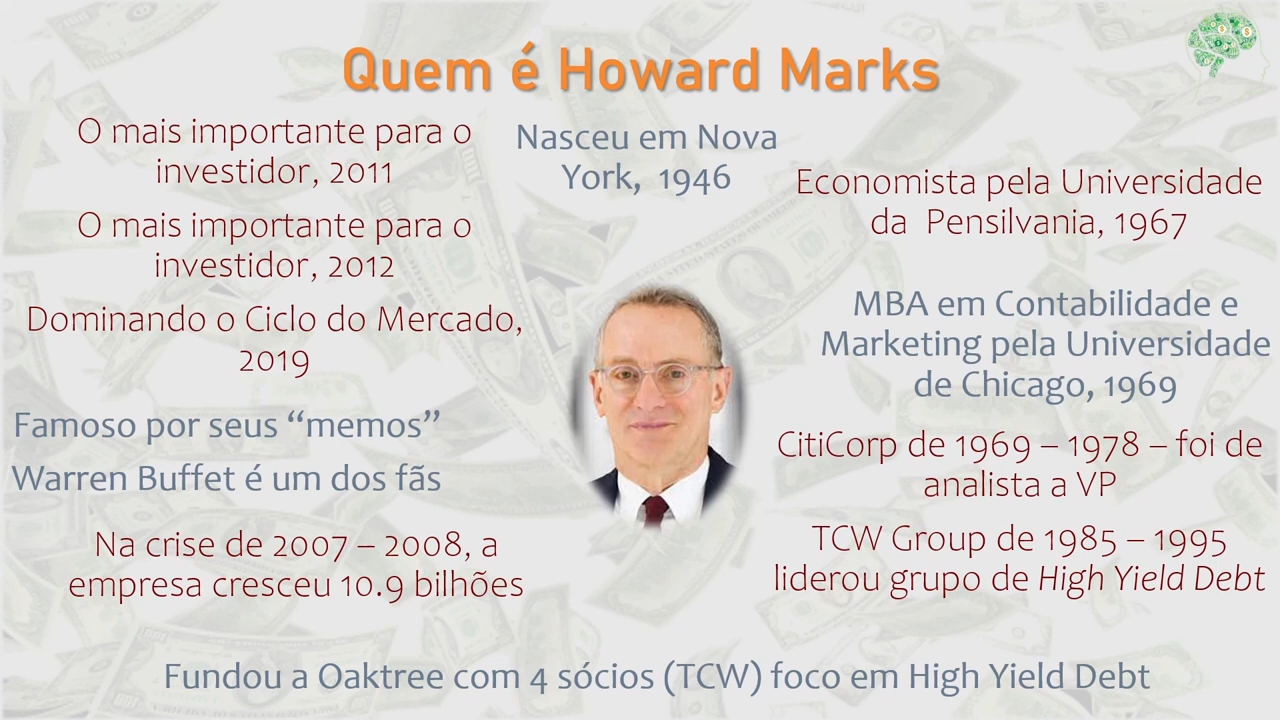 Quem é Howard Marks
O mais importante para o
investidor, 2011
O mais importante para o
investidor, 2012
Dominando o Ciclo do Mercado,
2019
Famoso por seus “memos”
Warren Buffet é um dos fãs
Na crise de 2007 – 2008, a
empresa cresceu 10.9 bilhões
Nasceu em Nova
York, 1946
Economista pela Universidade
da Pensilvania, 1967
MBA em Contabilidade e
Marketing pela Universidade
de Chicago, 1969
CitiCorp de 1969 – 1978 – foi de
analista a VP
TCW Group de 1985 – 1995
liderou grupo de High Yield Debt
Fundou a Oaktree com 4 sócios (TCW) foco em High Yield Debt